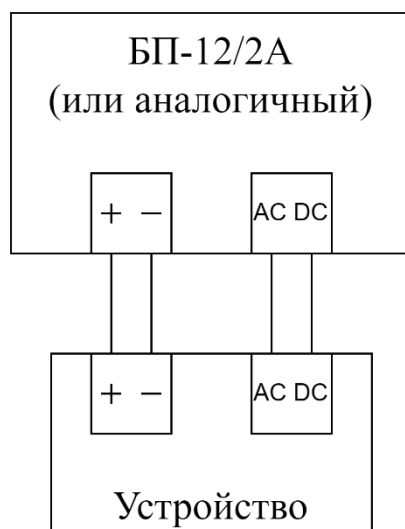 БП-12/2А
(или аналогичный)
+ − AC DC
+ − AC DC
Устройство